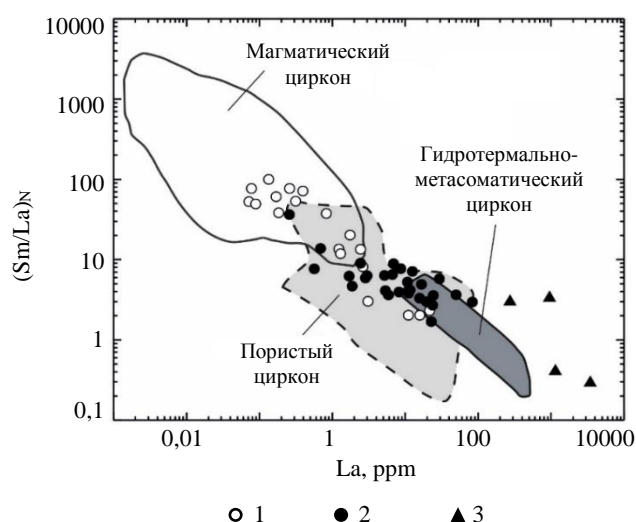 10000
Магматический
циркон
1000
Гидротермально-
метасоматический
циркон
100
(Sm/La)N
10
1
Пористый
циркон
0,1
0,01 1 100 10000
La, ppm
1 2 3